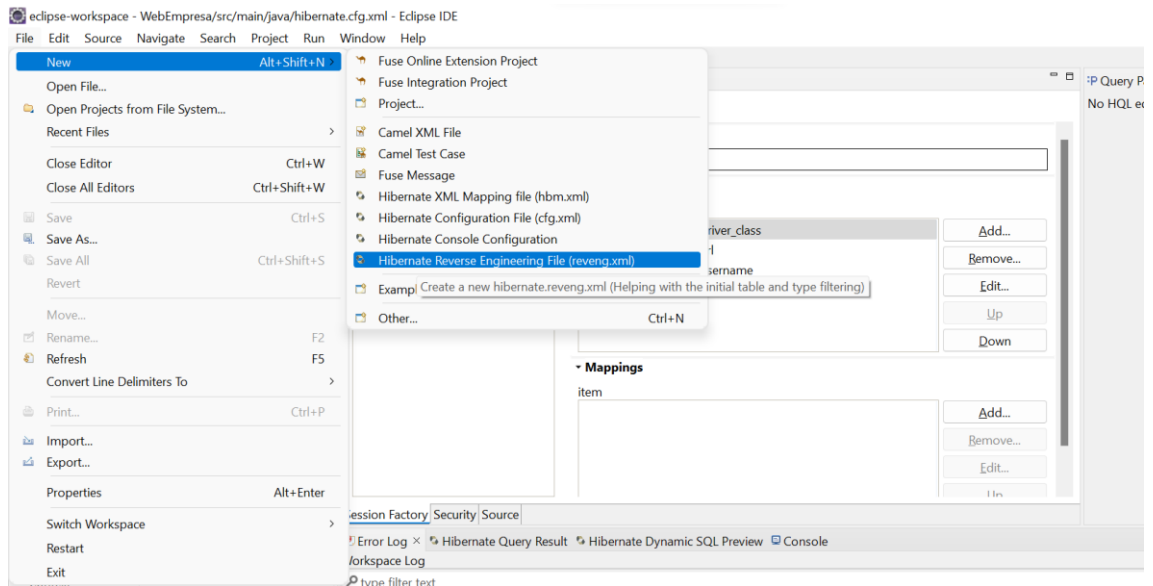 eclipse-workspace - WebEmpresa/src/main/java/hibernate.cfg.xml - Eclipse IDE
File Edit Source Navigate Search Project Run Window Help
New Alt+Shift+N >
Open File...
Open Projects from File System...
Recent Files >
Close Editor Ctrl+W
Close All Editors Ctrl+Shift+W
Save Ctrl+S
Save As...
Save All Ctrl+Shift+S
Revert
Move...
Rename... F2
Refresh F5
Convert Line Delimiters To >
Print... Ctrl+P
Import...
Export...
Properties Alt+Enter
Switch Workspace >
Restart
Exit
Fuse Online Extension Project
Fuse Integration Project
Project...
Camel XML File
Camel Test Case
Fuse Message
Hibernate XML Mapping file (hbm.xml)
Hibernate Configuration File (cfg.xml)
Hibernate Console Configuration
Hibernate Reverse Engineering File (reveng.xml)
Exampl
Create a new hibernate.reveng.xml (Helping with the initial table and type filtering)
Other... Ctrl+N
river_class
sername
Add...
Remove...
Edit...
Up
Down
Mappings
item
Add...
Remove...
Edit...
Up
ession Factory Security Source
Error Log × Hibernate Query Result Hibernate Dynamic SQL Preview Console
Workspace Log
type filter text
Query P
No HQL ed